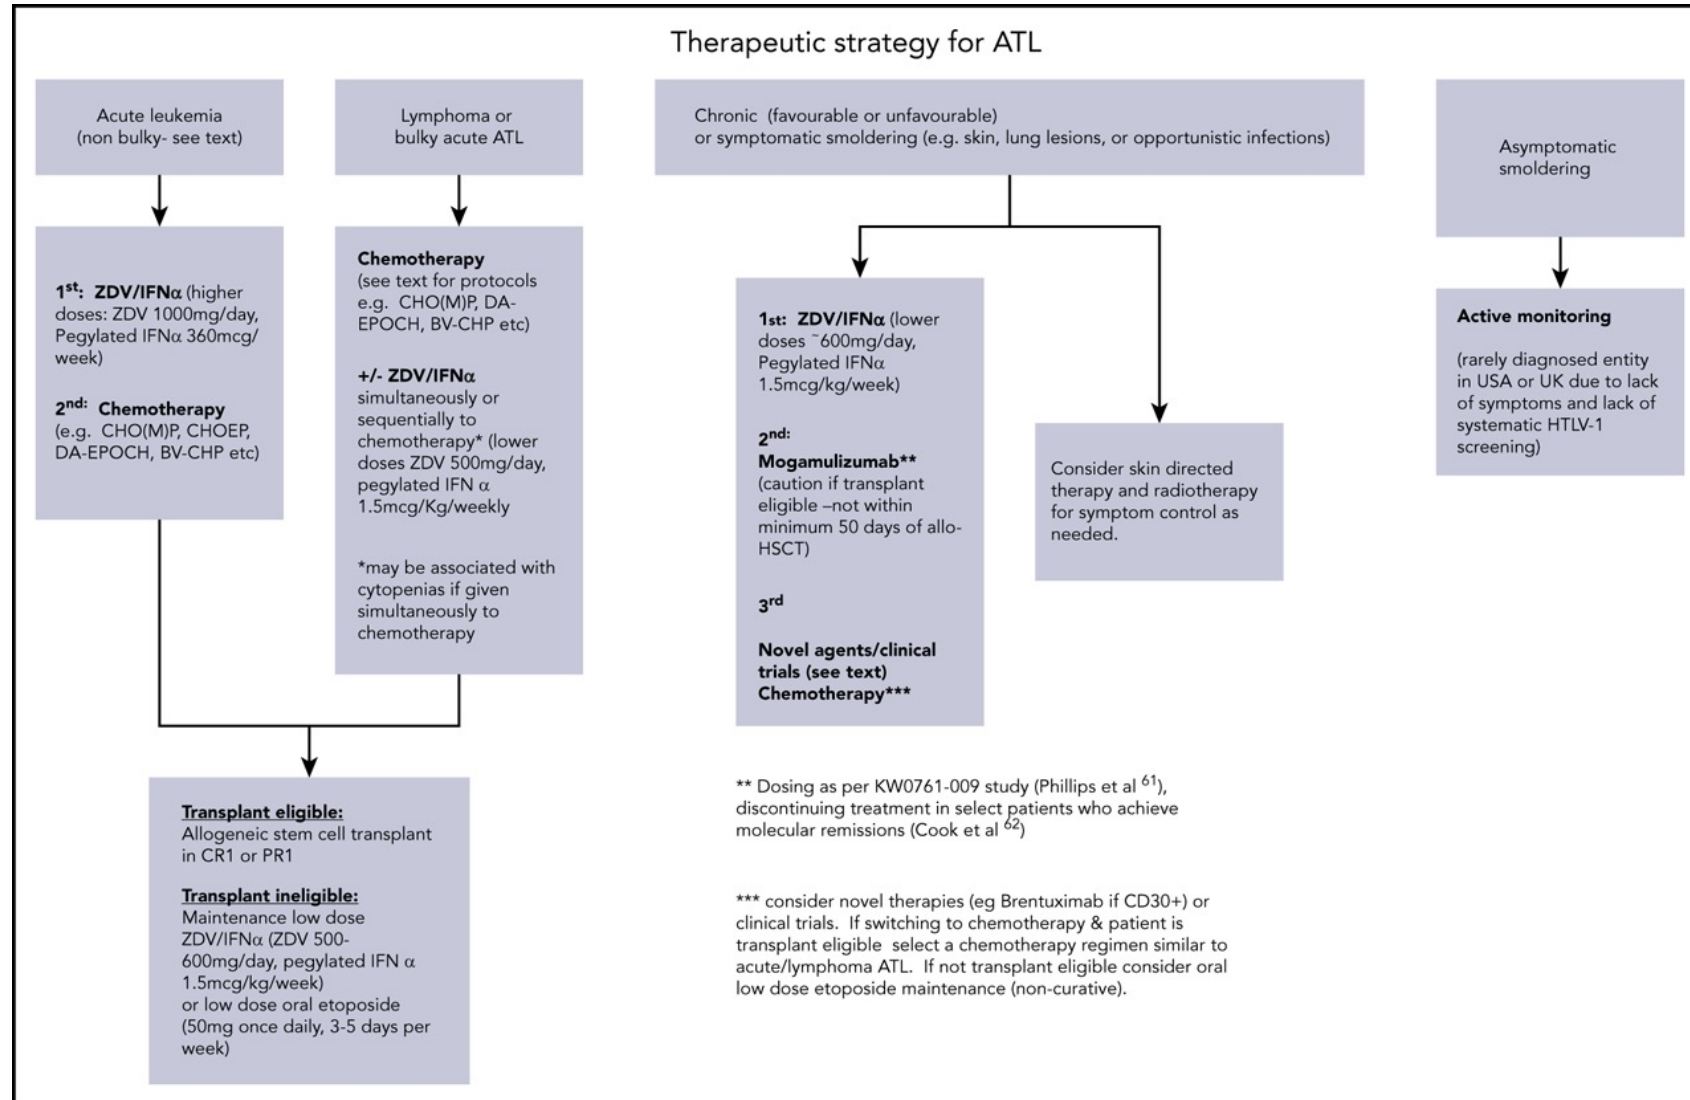 Therapeutic strategy for ATL
Acute leukemia
(non bulky- see text)
1st: ZDV/IFNα (higher
doses: ZDV 1000mg/day,
Pegylated IFNα 360mcg/
week)
2nd: Chemotherapy
(e.g. CHO(M)P, CHOEP,
DA-EPOCH, BV-CHP etc)
Lymphoma or
bulky acute ATL
Chemotherapy
(see text for protocols
e.g. CHO(M)P, DA-
EPOCH, BV-CHP etc)
+/- ZDV/IFNα
simultaneously or
sequentially to
chemotherapy* (lower
doses ZDV 500mg/day,
pegylated IFN α
1.5mcg/Kg/weekly
*may be associated with
cytopenias if given
simultaneously to
chemotherapy
Transplant eligible:
Allogeneic stem cell transplant
in CR1 or PR1
Transplant ineligible:
Maintenance low dose
ZDV/IFNα (ZDV 500-
600mg/day, pegylated IFN α
1.5mcg/kg/week)
or low dose oral etoposide
(50mg once daily, 3-5 days per
week)
Chronic (favourable or unfavourable)
or symptomatic smoldering (e.g. skin, lung lesions, or opportunistic infections)
1st: ZDV/IFNα (lower
doses ~600mg/day,
Pegylated IFNα
1.5mcg/kg/week)
2nd:
Mogamulizumab**
(caution if transplant
eligible –not within
minimum 50 days of allo-
HSCT)
3rd
Novel agents/clinical
trials (see text)
Chemotherapy***
Consider skin directed
therapy and radiotherapy
for symptom control as
needed.
** Dosing as per KW0761-009 study (Phillips et al 61),
discontinuing treatment in select patients who achieve
molecular remissions (Cook et al 62)
*** consider novel therapies (eg Brentuximab if CD30+) or
clinical trials. If switching to chemotherapy & patient is
transplant eligible select a chemotherapy regimen similar to
acute/lymphoma ATL. If not transplant eligible consider oral
low dose etoposide maintenance (non-curative).
Asymptomatic
smoldering
Active monitoring
(rarely diagnosed entity
in USA or UK due to lack
of symptoms and lack of
systematic HTLV-1
screening)